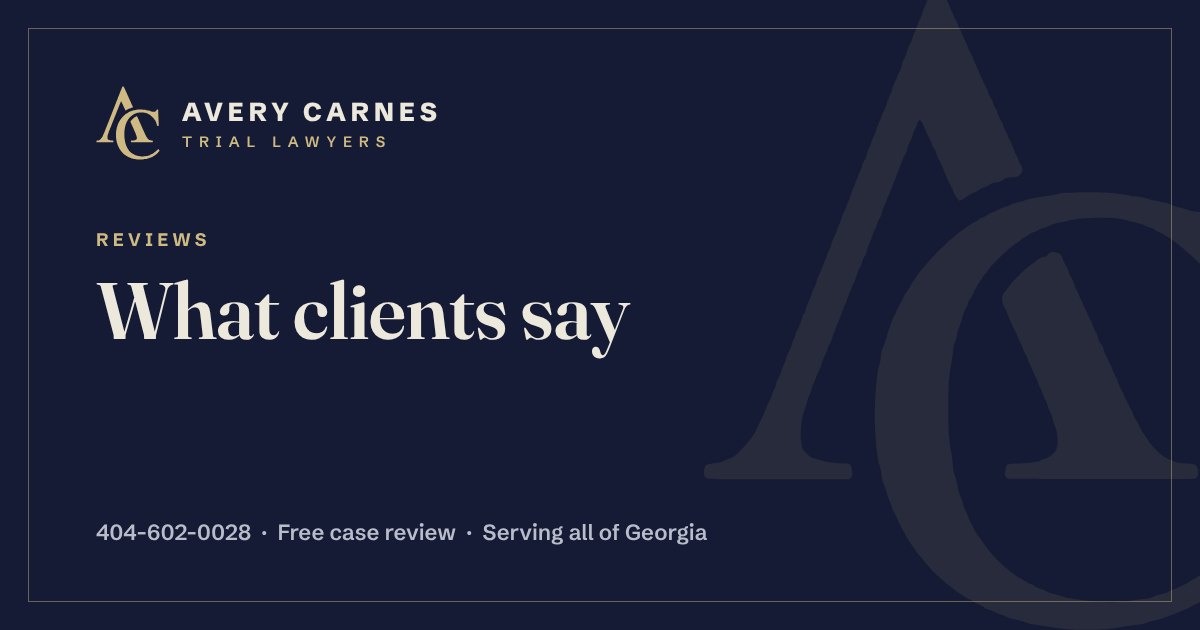 AVERY CARNES
TRIAL LAWYERS
REVIEWS
What clients say
404-602-0028 · Free case review · Serving all of Georgia